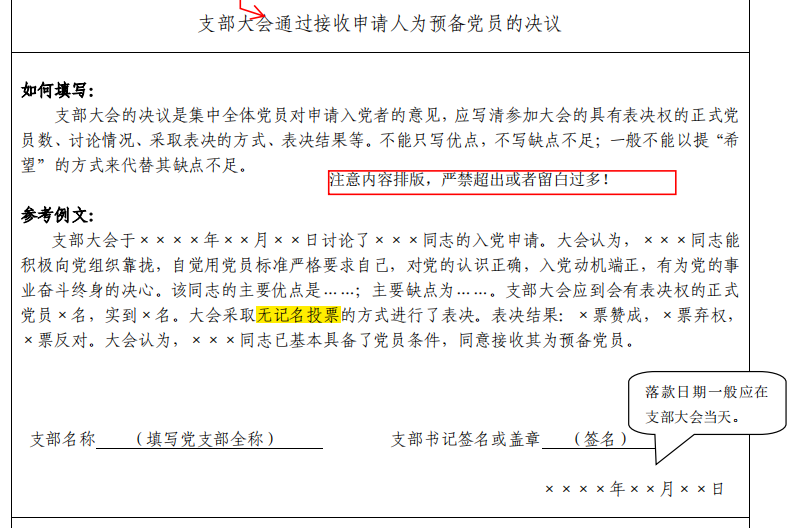 支部大会通过接收申请人为预备党员的决议
如何填写：
支部大会的决议是集中全体党员对申请入党者的意见，应写清参加大会的具有表决权的正式党
员数、讨论情况、采取表决的方式、表决结果等。不能只写优点，不写缺点不足；一般不能以提“希
望”的方式来代替其缺点不足。
注意内容排版，严禁超出或者留白过多！
参考例文：
支部大会于××××年××月××日讨论了×××同志的入党申请。大会认为，×××同志能
积极向党组织靠拢，自觉用党员标准严格要求自己，对党的认识正确，入党动机端正，有为党的事
业奋斗终身的决心。该同志的主要优点是……；主要缺点为……。支部大会应到会有表决权的正式
党员×名，实到×名。大会采取无记名投票的方式进行了表决。表决结果：×票赞成，×票弃权，
×票反对。大会认为，×××同志已基本具备了党员条件，同意接收其为预备党员。
落款日期一般应在
支部大会当天。
支部名称（填写党支部全称） 支部书记签名或盖章（签名）
××××年××月××日